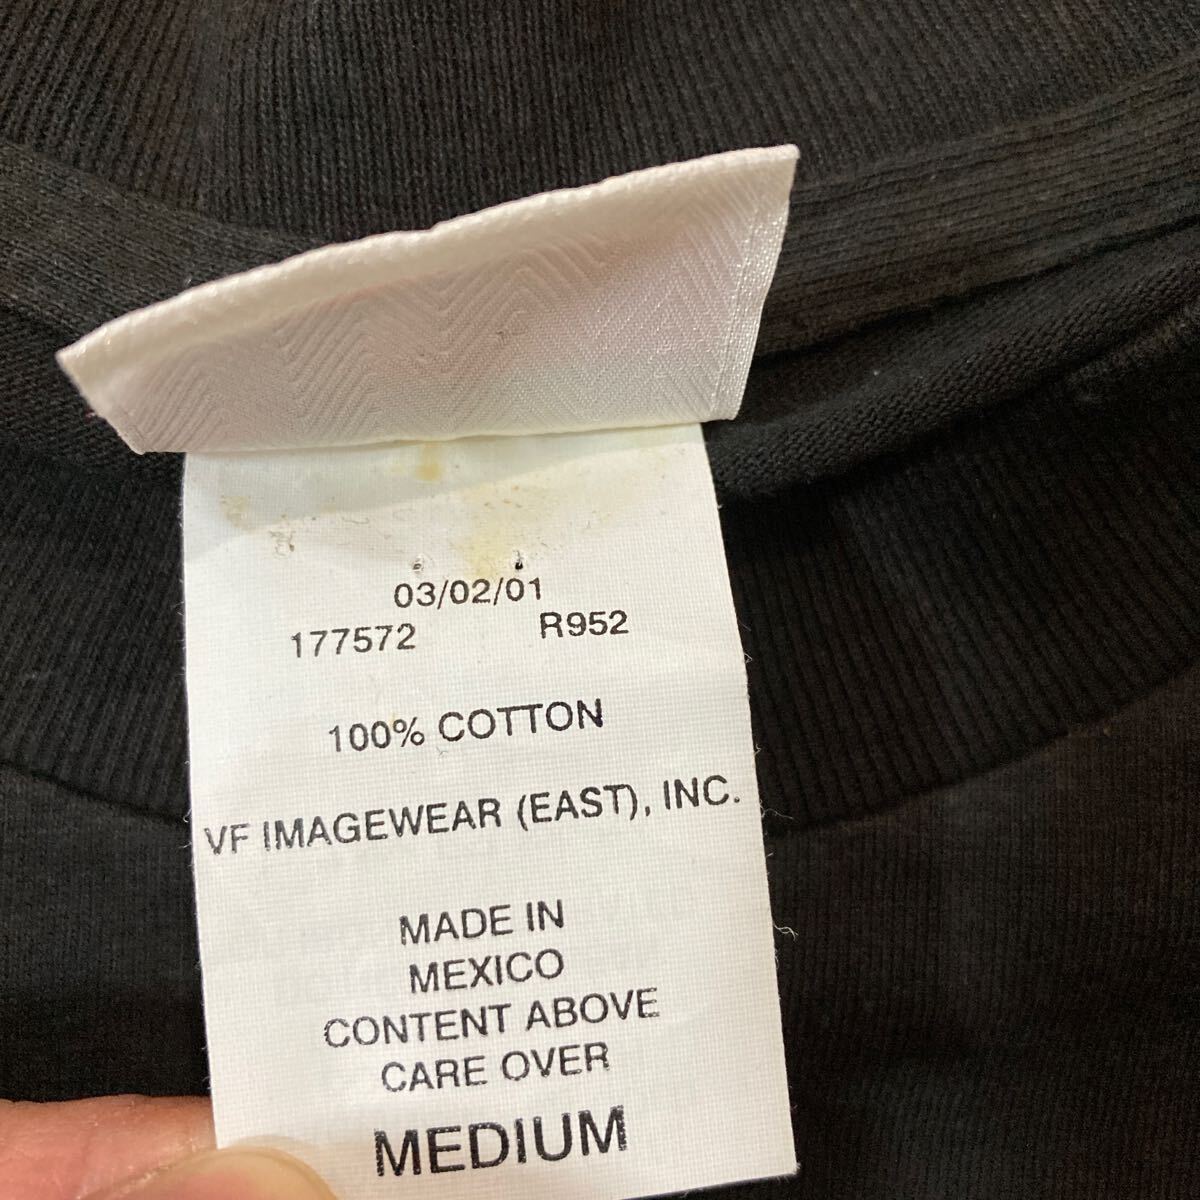 03/02/01
177572 R952
100% COTTON
VF IMAGEWEAR (EAST), INC.
MADE IN
MEXICO
CONTENT ABOVE
CARE OVER
MEDIUM